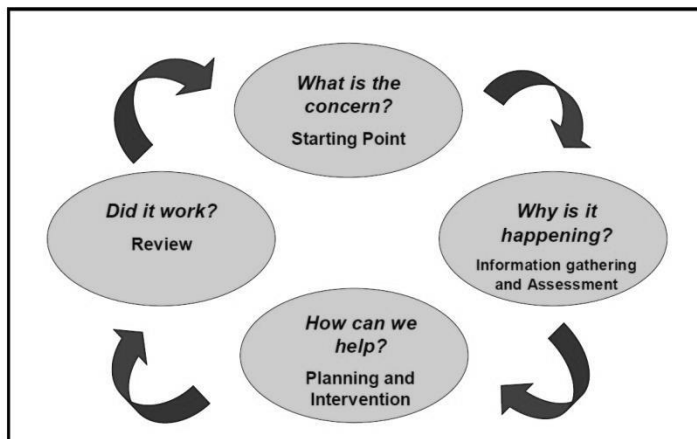 What is the
concern?
Starting Point
Did it work?
Review
Why is it
happening?
Information gathering
and Assessment
How can we
help?
Planning and
Intervention